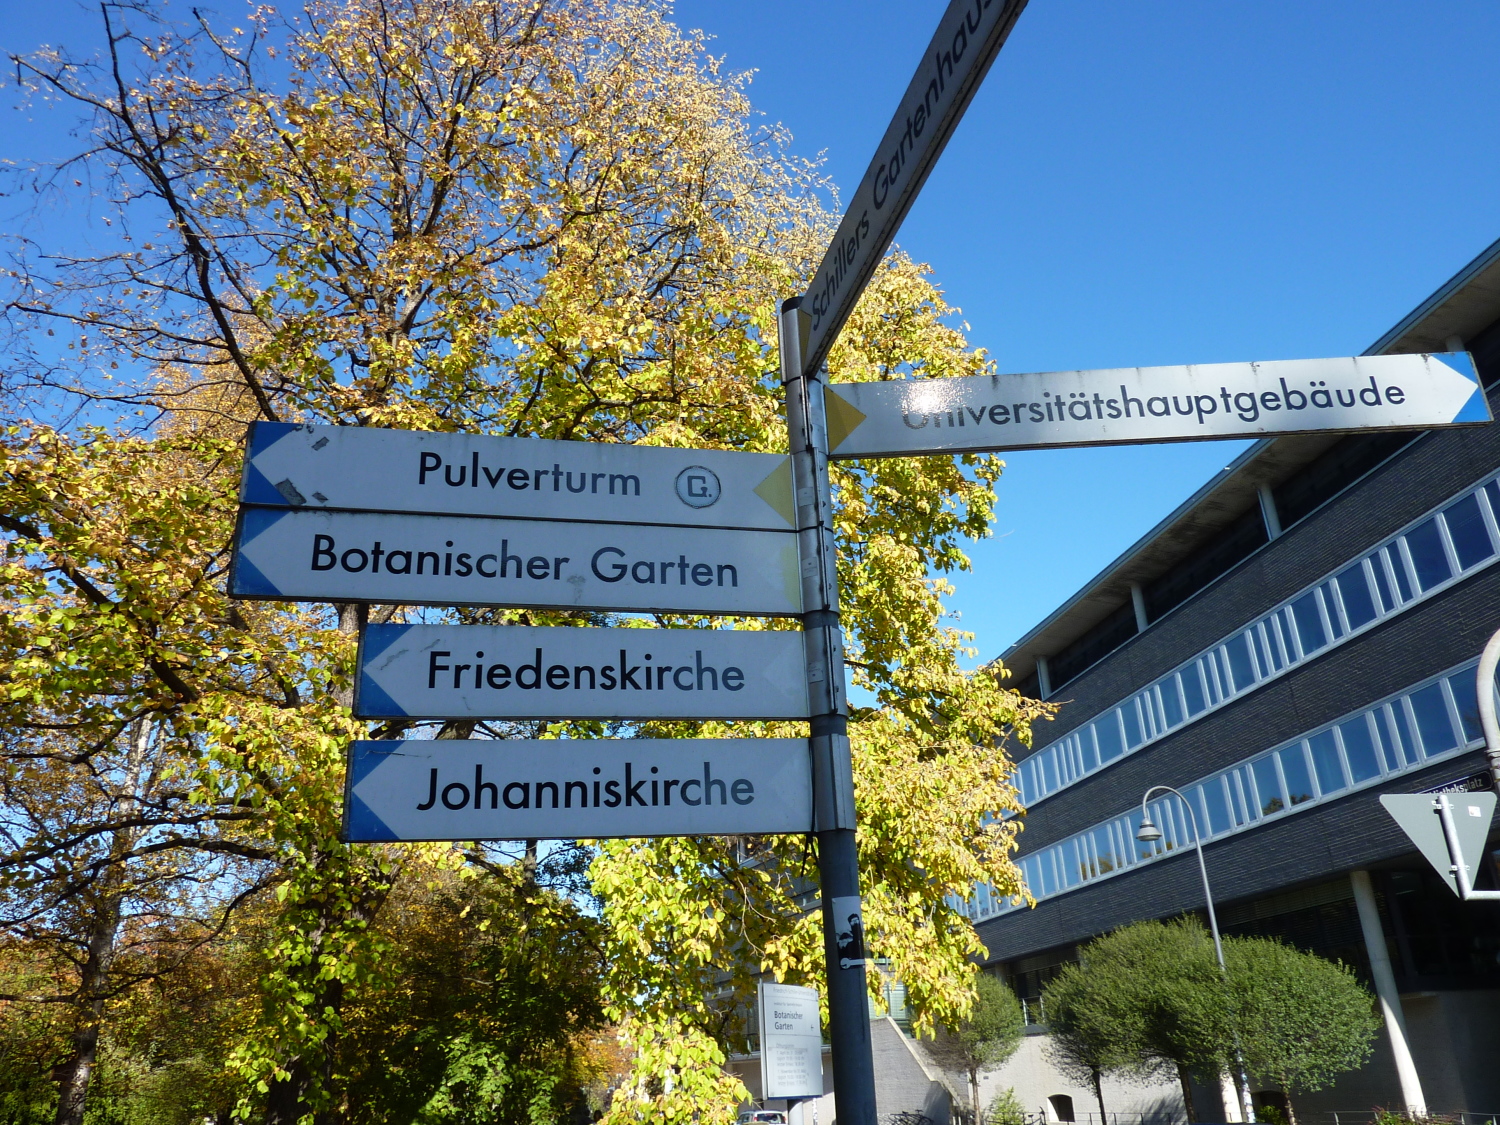 Schillers Gartenhaus
Universitätshauptgebäude
Pulverturm G.
Botanischer Garten
Friedenskirche
Johanniskirche
Botanischer
Garten